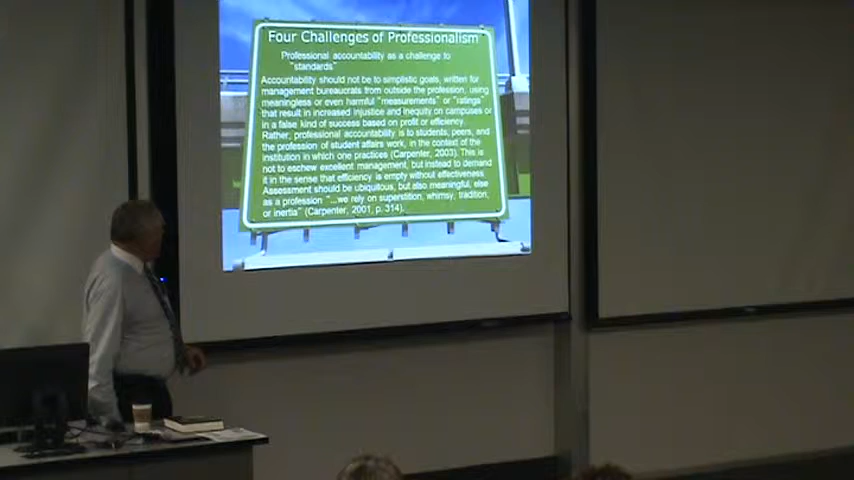 Four Challenges of Professionalism
Professional accountability as a challenge to
"standards"
Accountability should not be to simplistic goals, written for
management bureaucrats from outside the profession, using
meaningless or even harmful "measurements" or "ratings"
that result in increased injustice and inequity on campuses or
in a false kind of success based on profit or efficiency.
Rather, professional accountability is to students, peers, and
the profession of student affairs work, in the context of the
institution in which one practices (Carpenter, 2003). This is
not to eschew excellent management, but instead to demand
it in the sense that efficiency is empty without effectiveness.
Assessment should be ubiquitous, but also meaningful, else
as a profession "...we rely on superstition, whimsy, tradition,
or inertia" (Carpenter, 2001, p. 314).